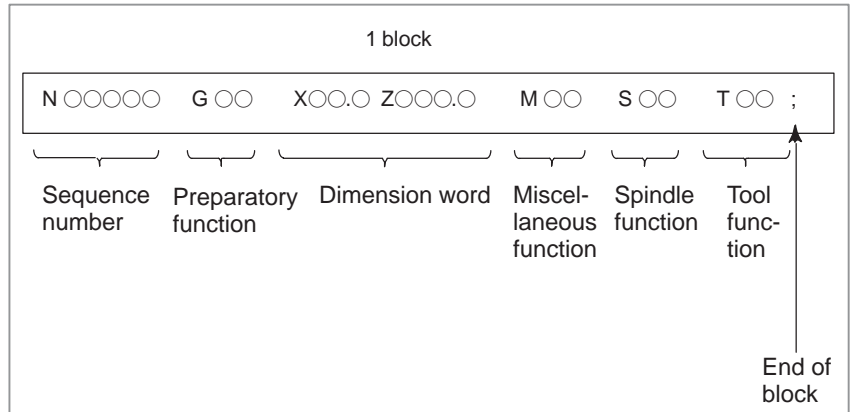 1 block
N ○○○○○ G ○○ X○○.○ Z○○○.○ M ○○ S ○○ T ○○ ;
Sequence number
Preparatory function
Dimension word
Miscel-
laneous
function
Spindle
function
Tool
func-
tion
End of
block